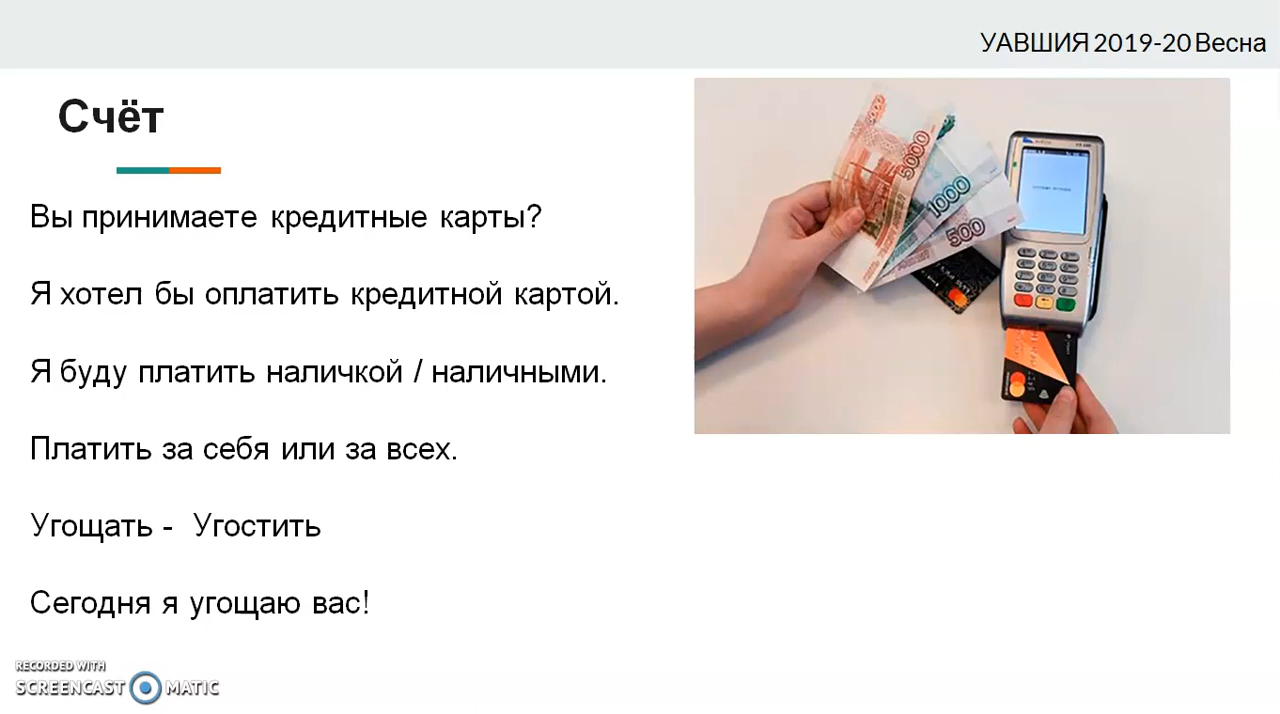 УАВШИЯ 2019-20 Весна
Счёт
Вы принимаете кредитные карты?
Я хотел бы оплатить кредитной картой.
Я буду платить наличкой / наличными.
Платить за себя или за всех.
Угощать - Угостить
Сегодня я угощаю вас!
5000
5000
1000
500
RECORDED WITH
SCREENCAST MATIC